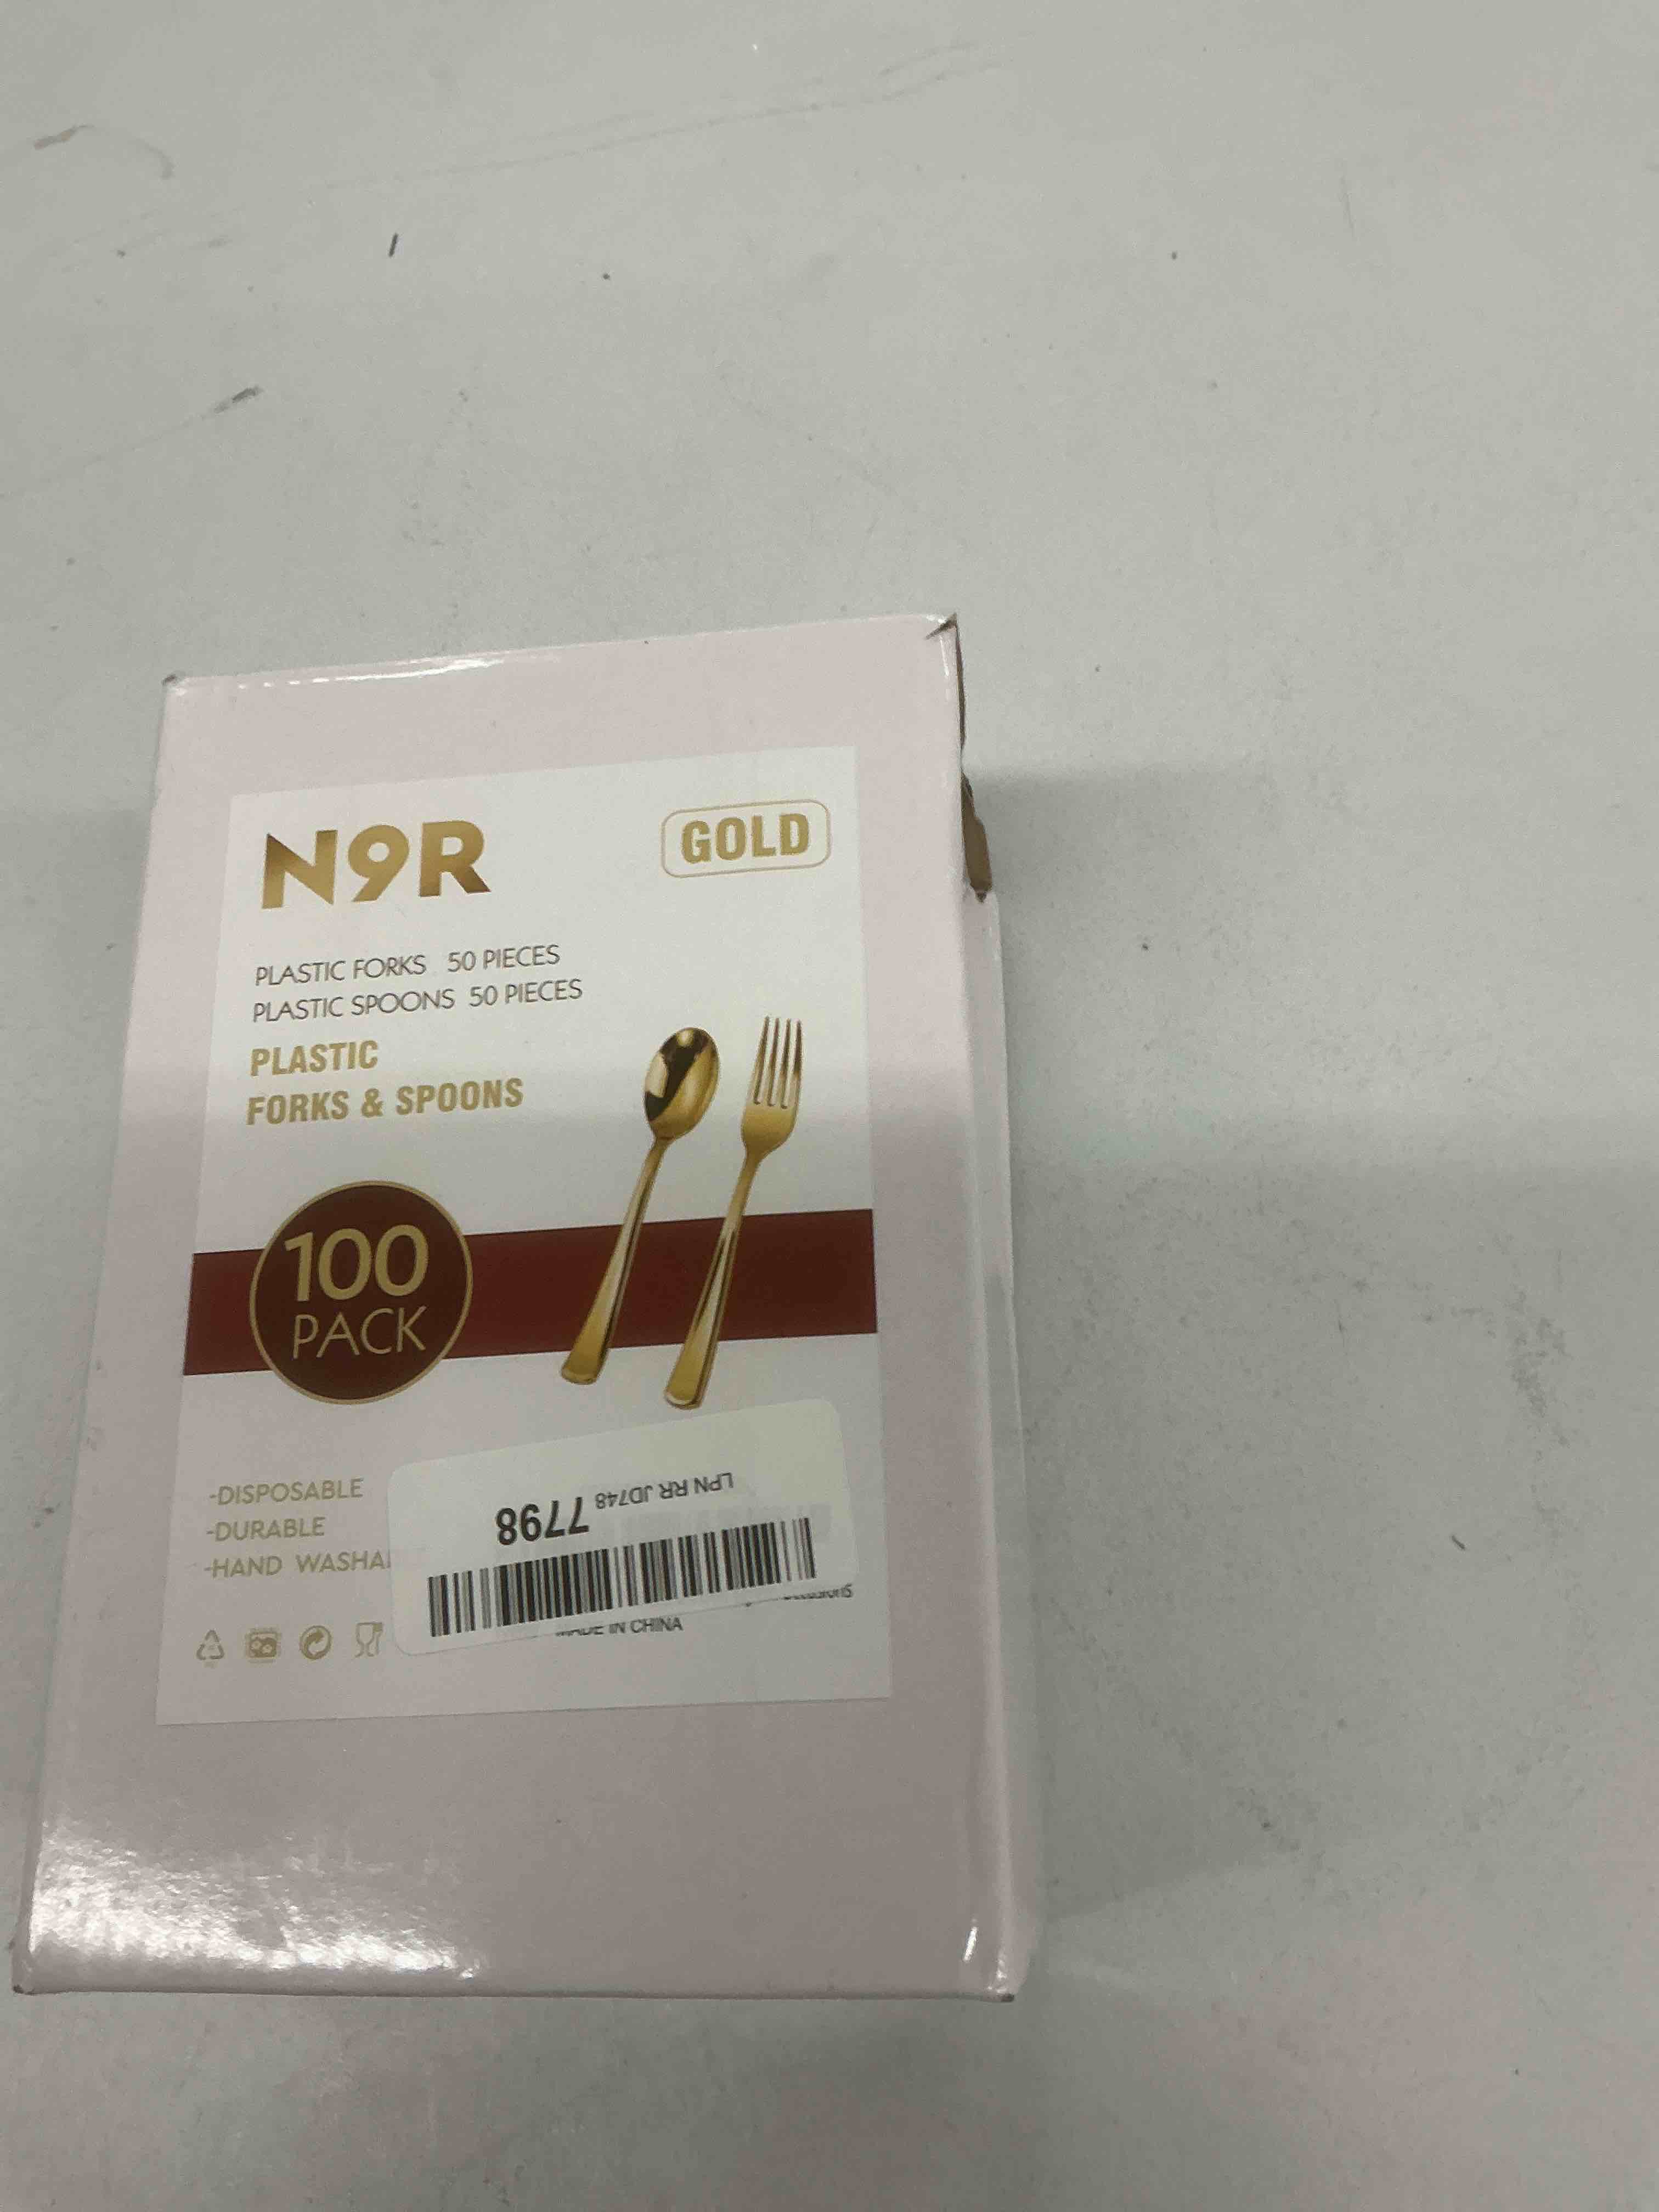 N9R
GOLD
PLASTIC FORKS 50 PIECES
PLASTIC SPOONS 50 PIECES
PLASTIC
FORKS & SPOONS
100
PACK
-DISPOSABLE
-DURABLE
-HAND WASHA
LPN RR JD748 7798
MADE IN CHINA